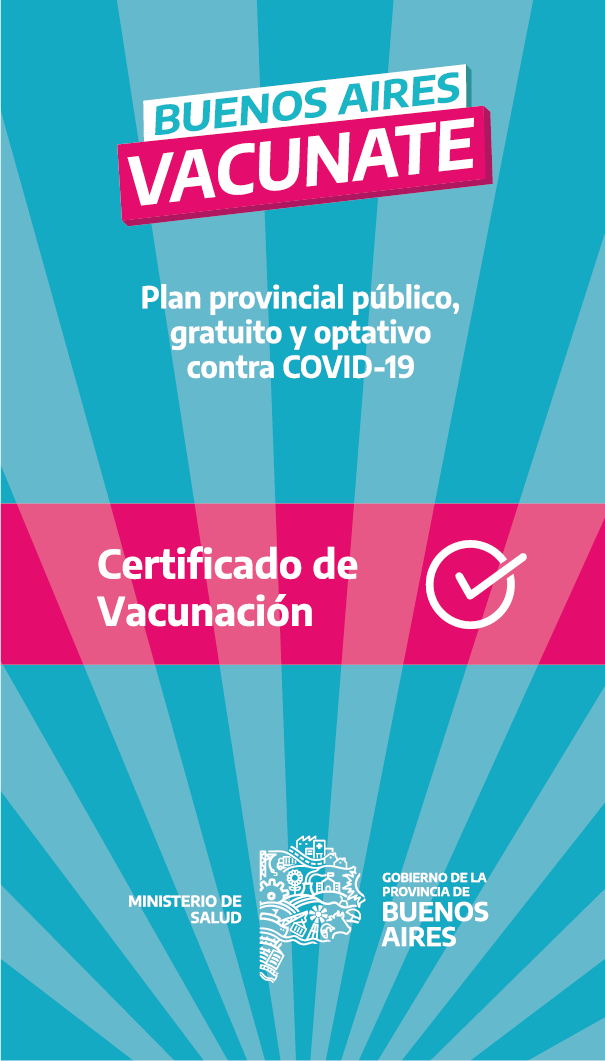 BUENOS AIRES
VACUNATE
Plan provincial público,
gratuito y optativo
contra COVID-19
Certificado de
Vacunación
MINISTERIO DE
SALUD
GOBIERNO DE LA
PROVINCIA DE
BUENOS
AIRES